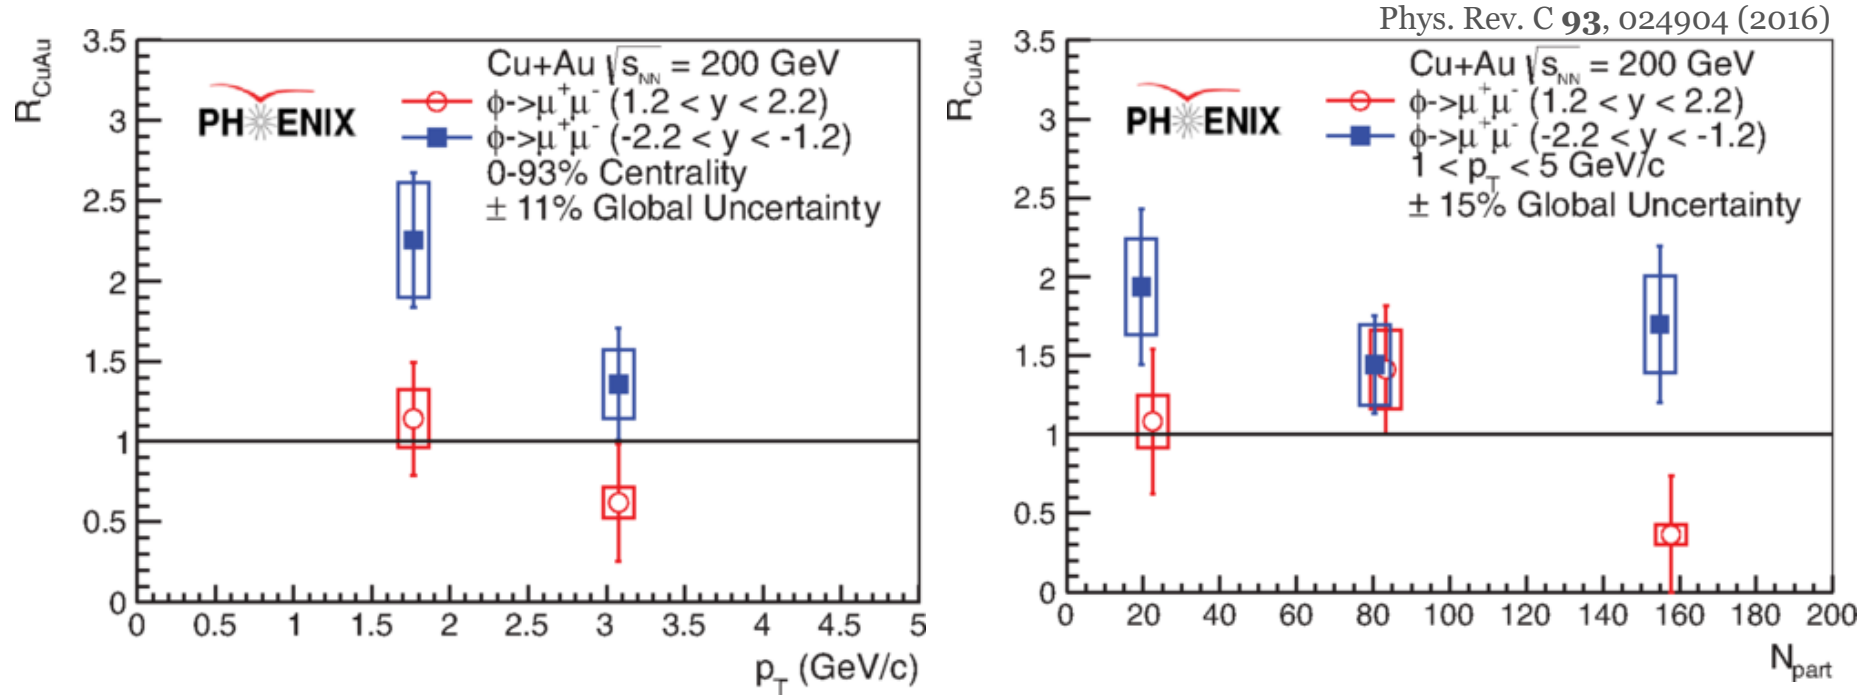 Phys. Rev. C 93, 024904 (2016)
R_CuAu
3.5
3
2.5
2
1.5
1
0.5
0
PHENIX
Cu+Au √s_NN = 200 GeV
ϕ->μ⁺μ⁻ (1.2 < y < 2.2)
ϕ->μ⁺μ⁻ (-2.2 < y < -1.2)
0-93% Centrality
± 11% Global Uncertainty
0 0.5 1 1.5 2 2.5 3 3.5 4 4.5 5
p_T (GeV/c)
R_CuAu
3.5
3
2.5
2
1.5
1
0.5
0
PHENIX
Cu+Au √s_NN = 200 GeV
ϕ->μ⁺μ⁻ (1.2 < y < 2.2)
ϕ->μ⁺μ⁻ (-2.2 < y < -1.2)
1 < p_T < 5 GeV/c
± 15% Global Uncertainty
0 20 40 60 80 100 120 140 160 180 200
N_part